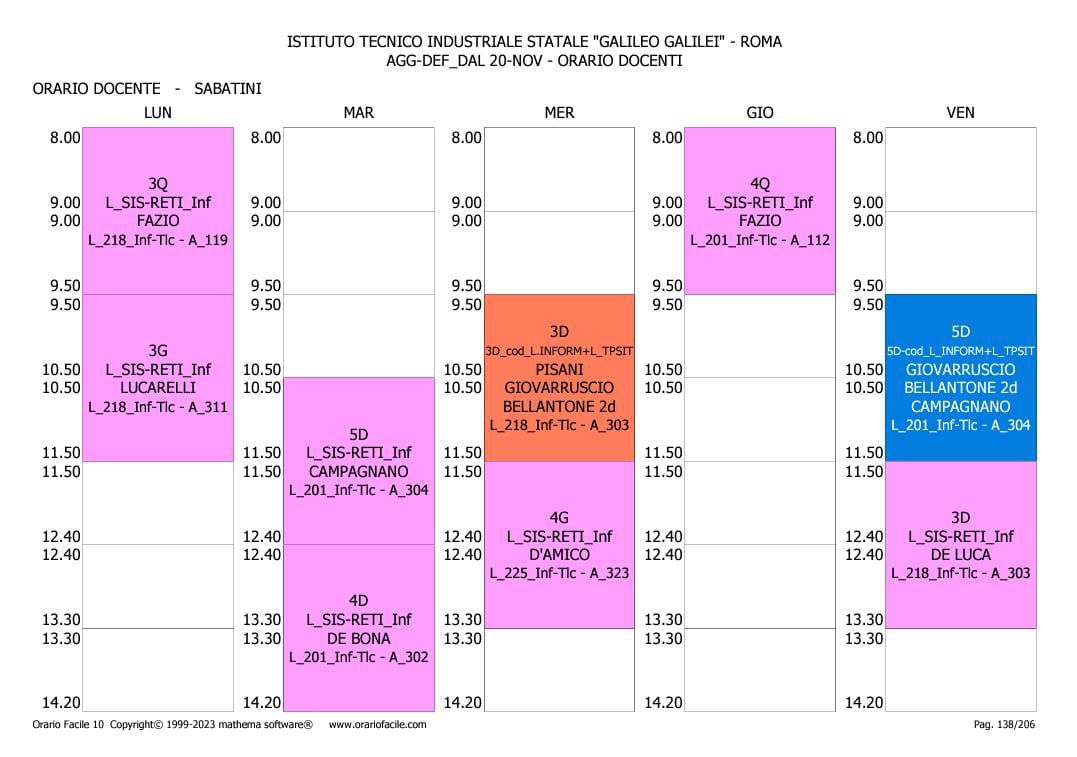 ISTITUTO TECNICO INDUSTRIALE STATALE "GALILEO GALILEI" - ROMA
AGG-DEF_DAL 20-NOV - ORARIO DOCENTI
ORARIO DOCENTE - SABATINI
LUN
8.00
9.00
9.00
9.50
9.50
10.50
10.50
11.50
11.50
12.40
12.40
13.30
13.30
14.20
3Q
L_SIS-RETI_Inf
FAZIO
L_218_Inf-Tlc - A_119
3G
L_SIS-RETI_Inf
LUCARELLI
L_218_Inf-Tlc - A_311
MAR
8.00
9.00
9.00
9.50
9.50
10.50
10.50
11.50
11.50
12.40
12.40
13.30
13.30
14.20
5D
L_SIS-RETI_Inf
CAMPAGNANO
L_201_Inf-Tlc - A_304
4D
L_SIS-RETI_Inf
DE BONA
L_201_Inf-Tlc - A_302
MER
8.00
9.00
9.00
9.50
9.50
10.50
10.50
11.50
11.50
12.40
12.40
13.30
13.30
14.20
3D
3D_cod_L.INFORM+L_TPSIT
PISANI
GIOVARRUSCIO
BELLANTONE 2d
L_218_Inf-Tlc - A_303
4G
L_SIS-RETI_Inf
D'AMICO
L_225_Inf-Tlc - A_323
GIO
8.00
9.00
9.00
9.50
9.50
10.50
10.50
11.50
11.50
12.40
12.40
13.30
13.30
14.20
4Q
L_SIS-RETI_Inf
FAZIO
L_201_Inf-Tlc - A_112
VEN
8.00
9.00
9.00
9.50
9.50
10.50
10.50
11.50
11.50
12.40
12.40
13.30
13.30
14.20
5D
5D-cod_L_INFORM+L_TPSIT
GIOVARRUSCIO
BELLANTONE 2d
CAMPAGNANO
L_201_Inf-Tlc - A_304
3D
L_SIS-RETI_Inf
DE LUCA
L_218_Inf-Tlc - A_303
Orario Facile 10 Copyright© 1999-2023 mathema software® www.orariofacile.com
Pag. 138/206